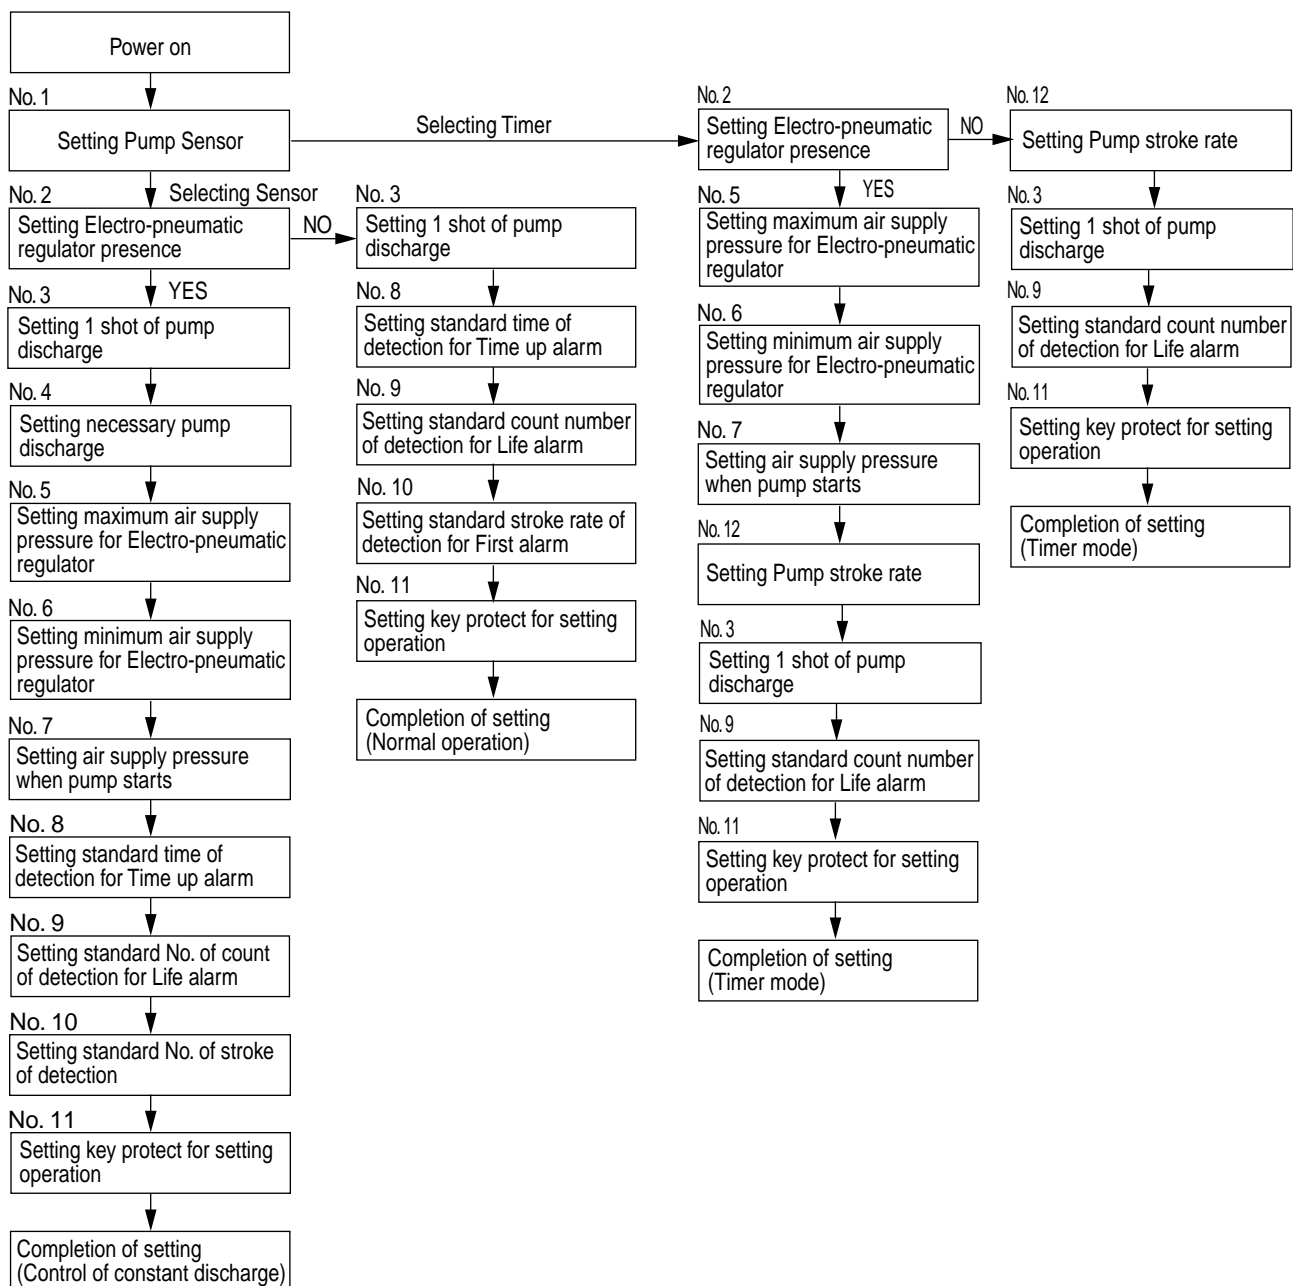 Power on
No. 1
Setting Pump Sensor
Selecting Timer
Selecting Sensor
No. 2
Setting Electro-pneumatic
regulator presence
NO
YES
No. 3
Setting 1 shot of pump
discharge
No. 4
Setting necessary pump
discharge
No. 5
Setting maximum air supply
pressure for Electro-pneumatic
regulator
No. 6
Setting minimum air supply
pressure for Electro-pneumatic
regulator
No. 7
Setting air supply pressure
when pump starts
No. 8
Setting standard time of
detection for Time up alarm
No. 9
Setting standard No. of count
of detection for Life alarm
No. 10
Setting standard No. of stroke
of detection
No. 11
Setting key protect for setting
operation
Completion of setting
(Control of constant discharge)
No. 3
Setting 1 shot of pump
discharge
No. 8
Setting standard time of
detection for Time up alarm
No. 9
Setting standard count number
of detection for Life alarm
No. 10
Setting standard stroke rate of
detection for First alarm
No. 11
Setting key protect for setting
operation
Completion of setting
(Normal operation)
No. 2
Setting Electro-pneumatic
regulator presence
NO
YES
No. 5
Setting maximum air supply
pressure for Electro-pneumatic
regulator
No. 6
Setting minimum air supply
pressure for Electro-pneumatic
regulator
No. 7
Setting air supply pressure
when pump starts
No. 12
Setting Pump stroke rate
No. 3
Setting 1 shot of pump
discharge
No. 9
Setting standard count number
of detection for Life alarm
No. 11
Setting key protect for setting
operation
Completion of setting
(Timer mode)
No. 12
Setting Pump stroke rate
No. 3
Setting 1 shot of pump
discharge
No. 9
Setting standard count number
of detection for Life alarm
No. 11
Setting key protect for setting
operation
Completion of setting
(Timer mode)